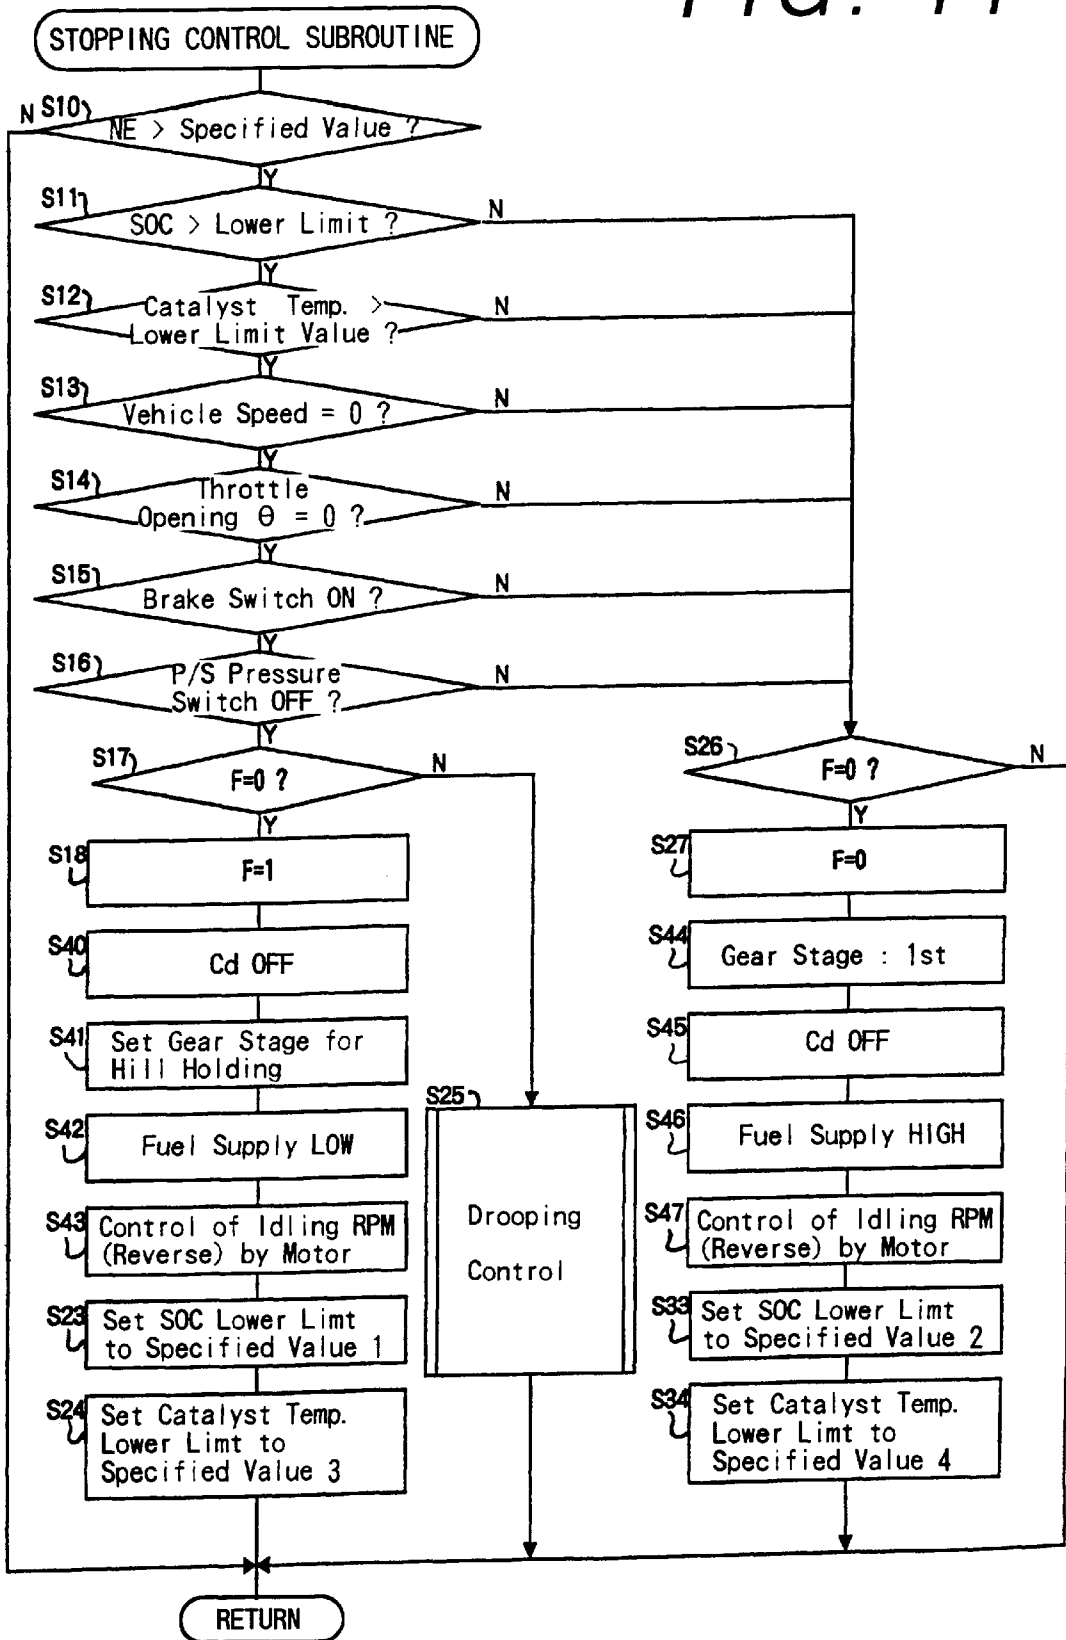 FIG. 11
STOPPING CONTROL SUBROUTINE
N S10
NE > Specified Value ?
Y
S11
SOC > Lower Limit ?
N
Y
S12
Catalyst Temp. >
Lower Limit Value ?
N
Y
S13
Vehicle Speed = 0 ?
N
Y
S14
Throttle
Opening θ = 0 ?
N
Y
S15
Brake Switch ON ?
N
Y
S16
P/S Pressure
Switch OFF ?
N
Y
S17
F=0 ?
N
Y
S18
F=1
S40
Cd OFF
S41
Set Gear Stage for
Hill Holding
S42
Fuel Supply LOW
S43
Control of Idling RPM
(Reverse) by Motor
S23
Set SOC Lower Limt
to Specified Value 1
S24
Set Catalyst Temp.
Lower Limt to
Specified Value 3
S25
Drooping
Control
S26
F=0 ?
N
Y
S27
F=0
S44
Gear Stage : 1st
S45
Cd OFF
S46
Fuel Supply HIGH
S47
Control of Idling RPM
(Reverse) by Motor
S33
Set SOC Lower Limt
to Specified Value 2
S34
Set Catalyst Temp.
Lower Limt to
Specified Value 4
RETURN